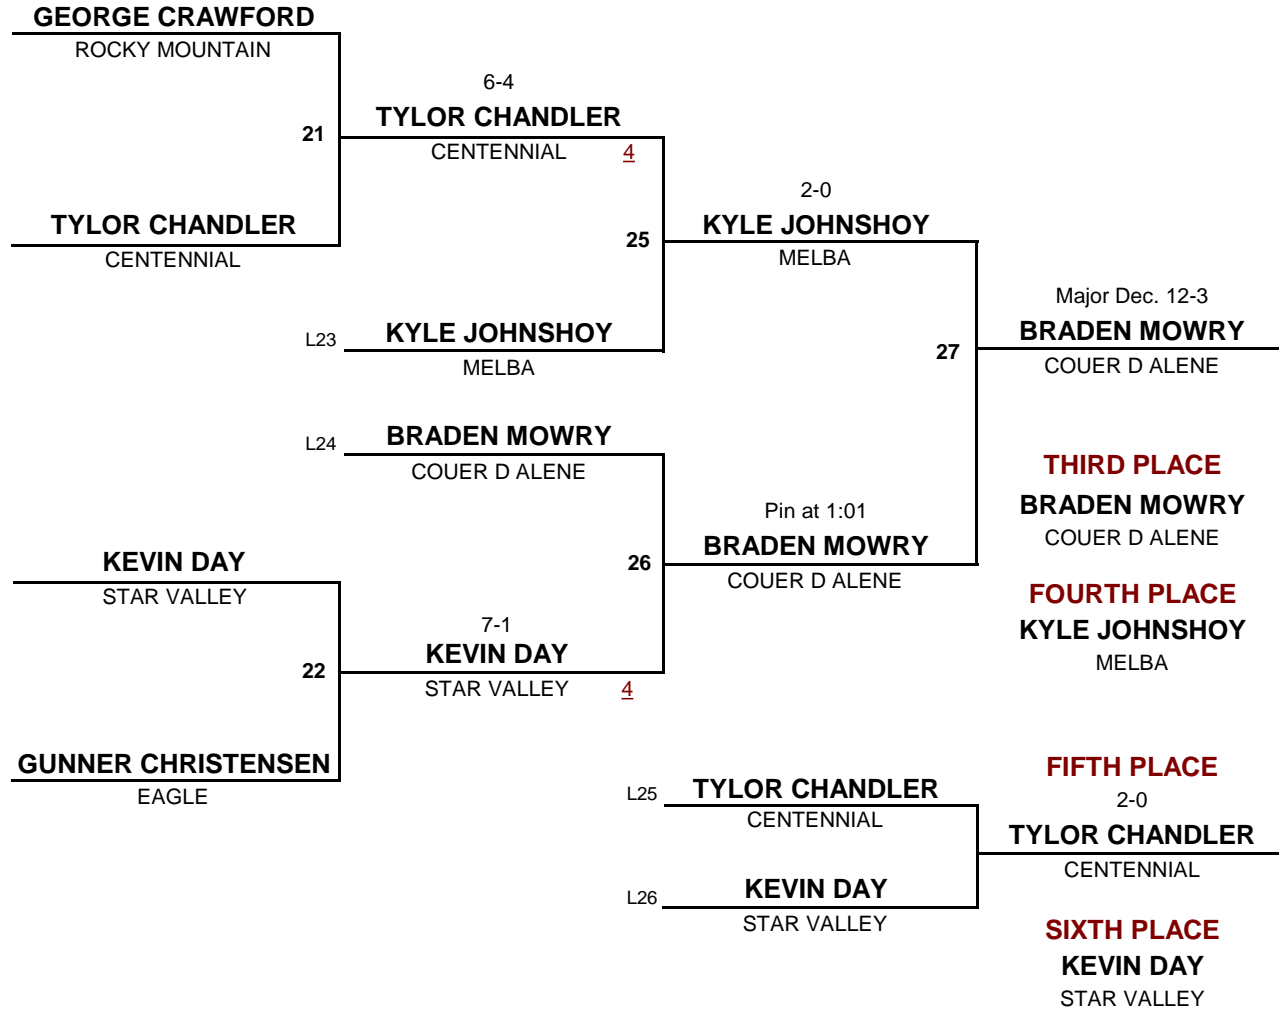 GEORGE CRAWFORD
ROCKY MOUNTAIN
21
TYLOR CHANDLER
CENTENNIAL
6-4
TYLOR CHANDLER
CENTENNIAL 4
25
L23 KYLE JOHNSHOY
MELBA
2-0
KYLE JOHNSHOY
MELBA
27
L24 BRADEN MOWRY
COUER D ALENE
26
Pin at 1:01
BRADEN MOWRY
COUER D ALENE
KEVIN DAY
STAR VALLEY
22
GUNNER CHRISTENSEN
EAGLE
7-1
KEVIN DAY
STAR VALLEY 4
Major Dec. 12-3
BRADEN MOWRY
COUER D ALENE
THIRD PLACE
BRADEN MOWRY
COUER D ALENE
FOURTH PLACE
KYLE JOHNSHOY
MELBA
L25 TYLOR CHANDLER
CENTENNIAL
L26 KEVIN DAY
STAR VALLEY
FIFTH PLACE
2-0
TYLOR CHANDLER
CENTENNIAL
SIXTH PLACE
KEVIN DAY
STAR VALLEY